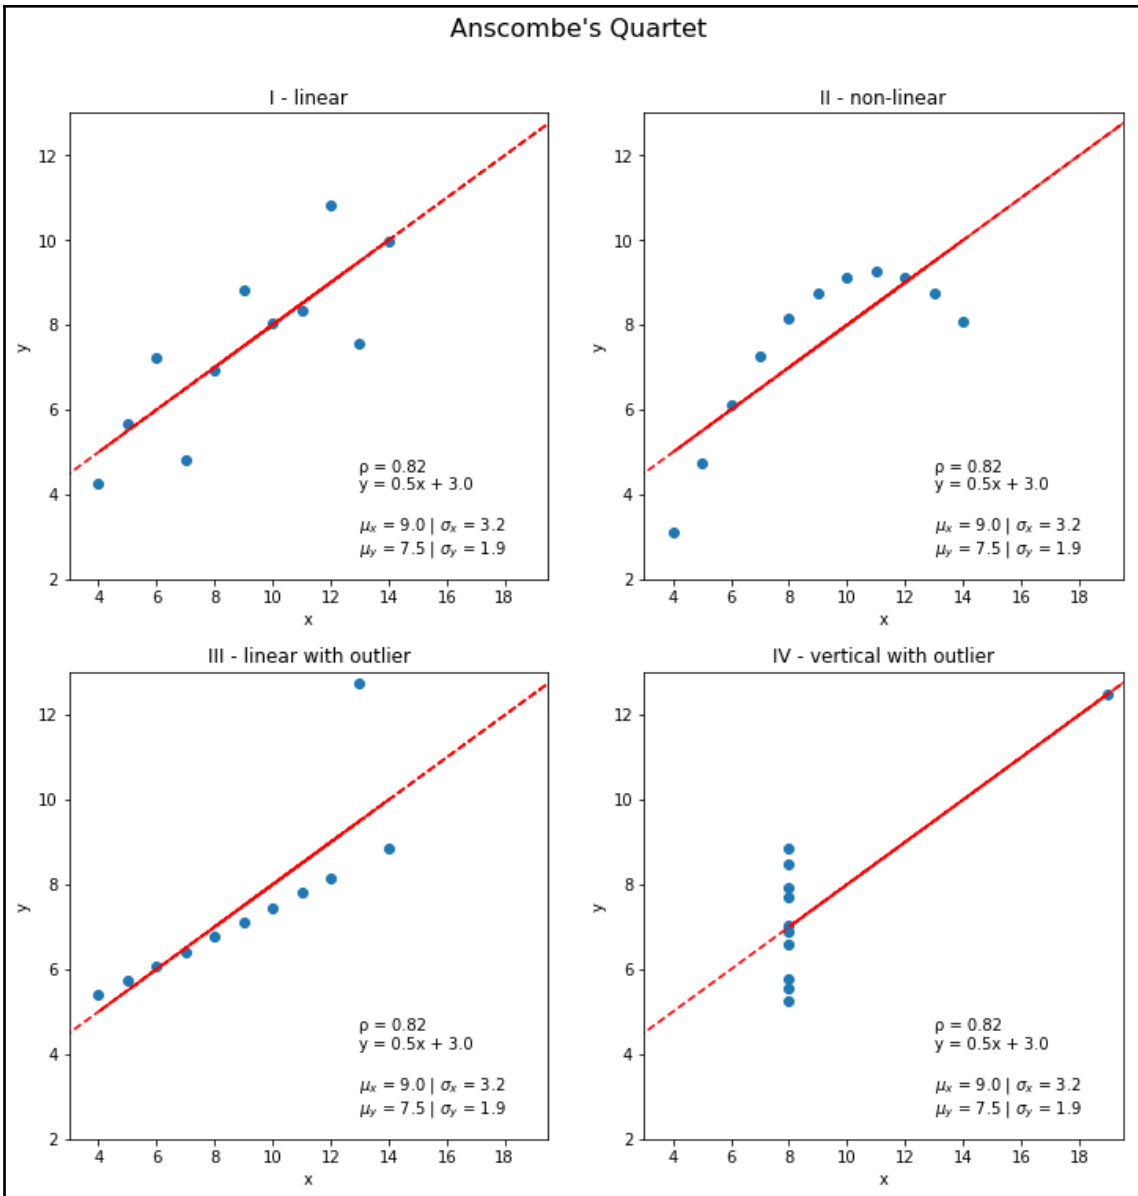 Anscombe's Quartet
I - linear
12
10
8
6
4
2
y
ρ = 0.82
y = 0.5x + 3.0
μx = 9.0 | σx = 3.2
μy = 7.5 | σy = 1.9
4 6 8 10 12 14 16 18
x
II - non-linear
12
10
8
6
4
2
y
ρ = 0.82
y = 0.5x + 3.0
μx = 9.0 | σx = 3.2
μy = 7.5 | σy = 1.9
4 6 8 10 12 14 16 18
x
III - linear with outlier
12
10
8
6
4
2
y
ρ = 0.82
y = 0.5x + 3.0
μx = 9.0 | σx = 3.2
μy = 7.5 | σy = 1.9
4 6 8 10 12 14 16 18
x
IV - vertical with outlier
12
10
8
6
4
2
y
ρ = 0.82
y = 0.5x + 3.0
μx = 9.0 | σx = 3.2
μy = 7.5 | σy = 1.9
4 6 8 10 12 14 16 18
x